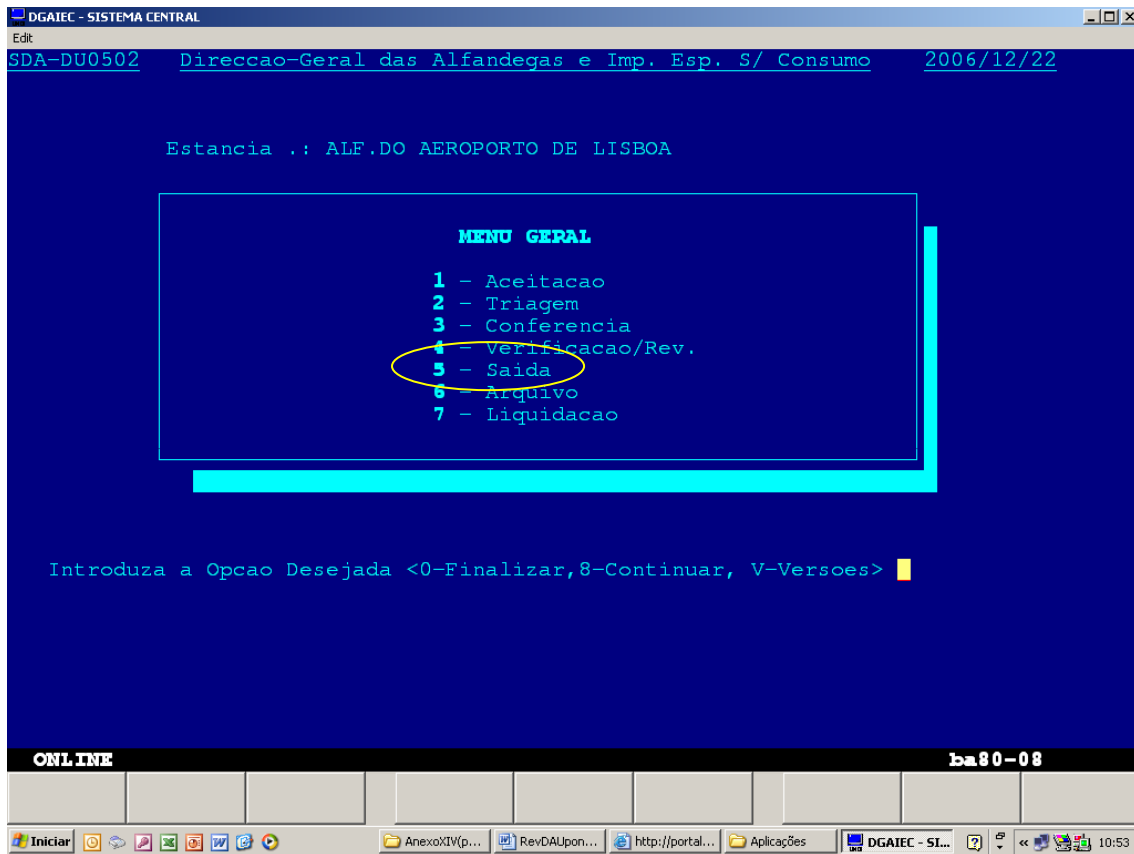 DGAIEC - SISTEMA CENTRAL
Edit
SDA-DU0502 Direccao-Geral das Alfandegas e Imp. Esp. S/ Consumo 2006/12/22
Estancia .: ALF.DO AEROPORTO DE LISBOA
MENU GERAL
1 - Aceitacao
2 - Triagem
3 - Conferencia
4 - Verificacao/Rev.
5 - Saida
6 - Arquivo
7 - Liquidacao
Introduza a Opcao Desejada <0-Finalizar,8-Continuar, V-Versoes>
ONLINE ba80-08
Iniciar AnexoXIV(p... RevDAUpon... http://portal... Aplicações DGAIEC - SI... 10:53